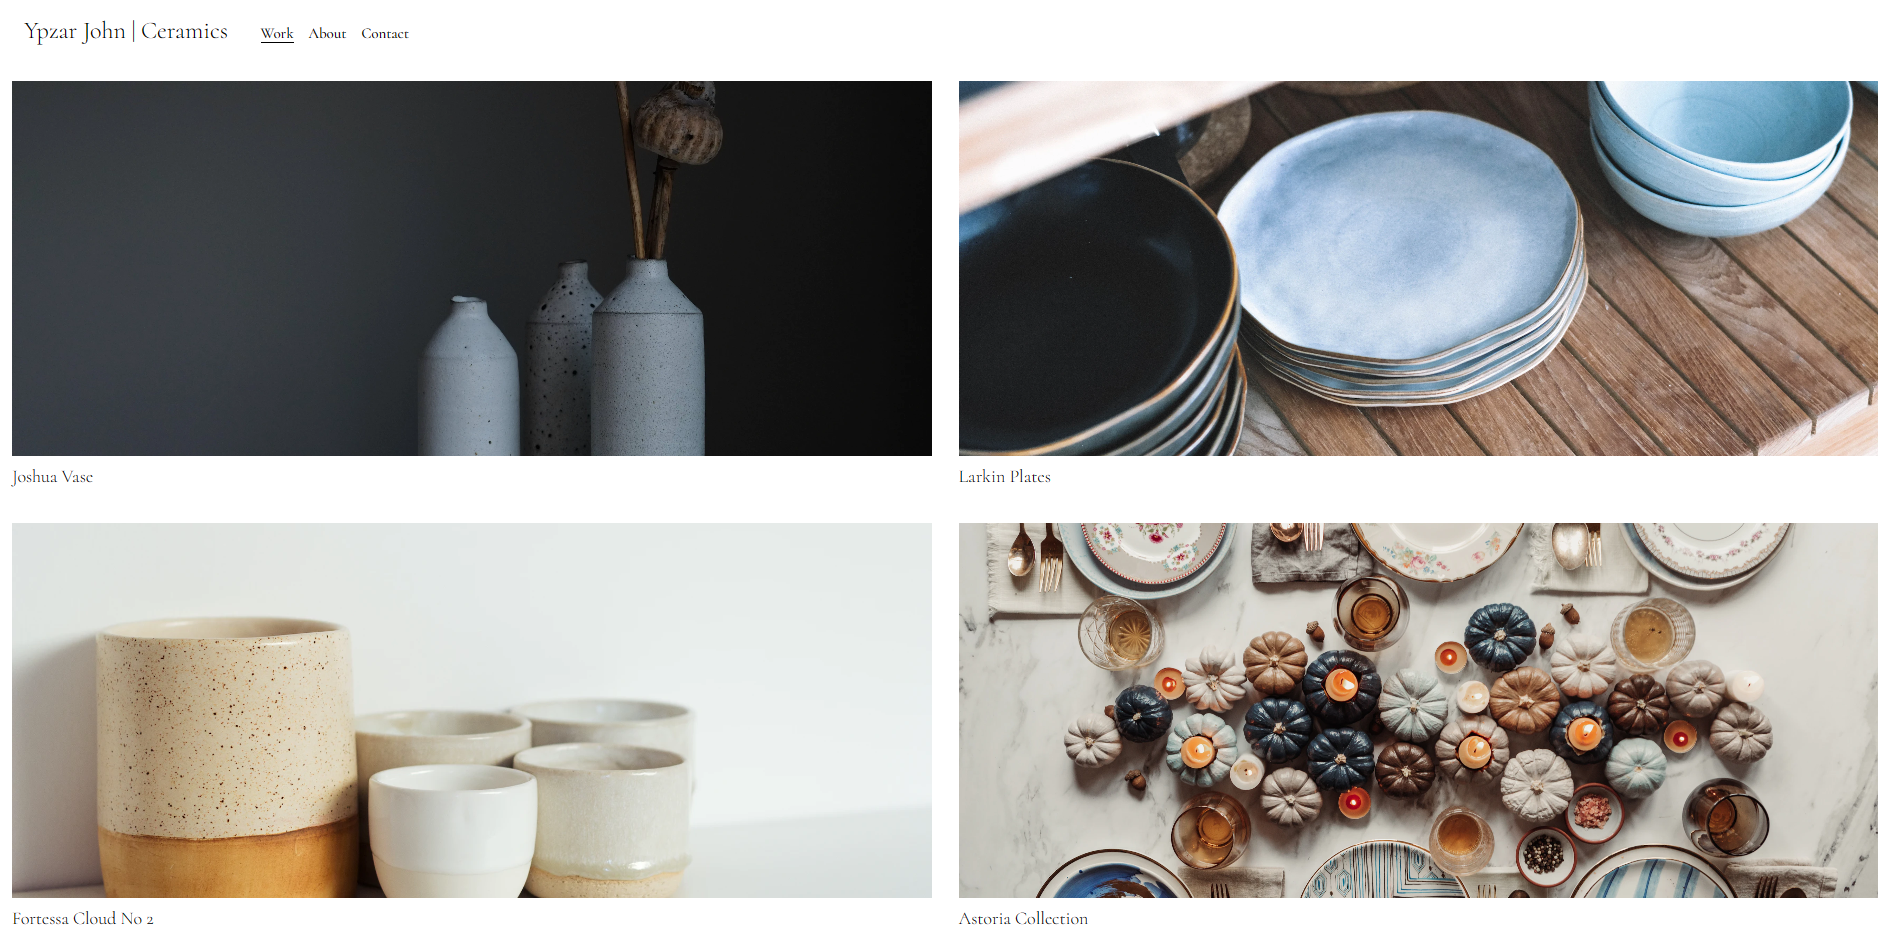 Ypzar John | Ceramics
Work About Contact
Joshua Vase
Larkin Plates
Fortessa Cloud No 2
Astoria Collection